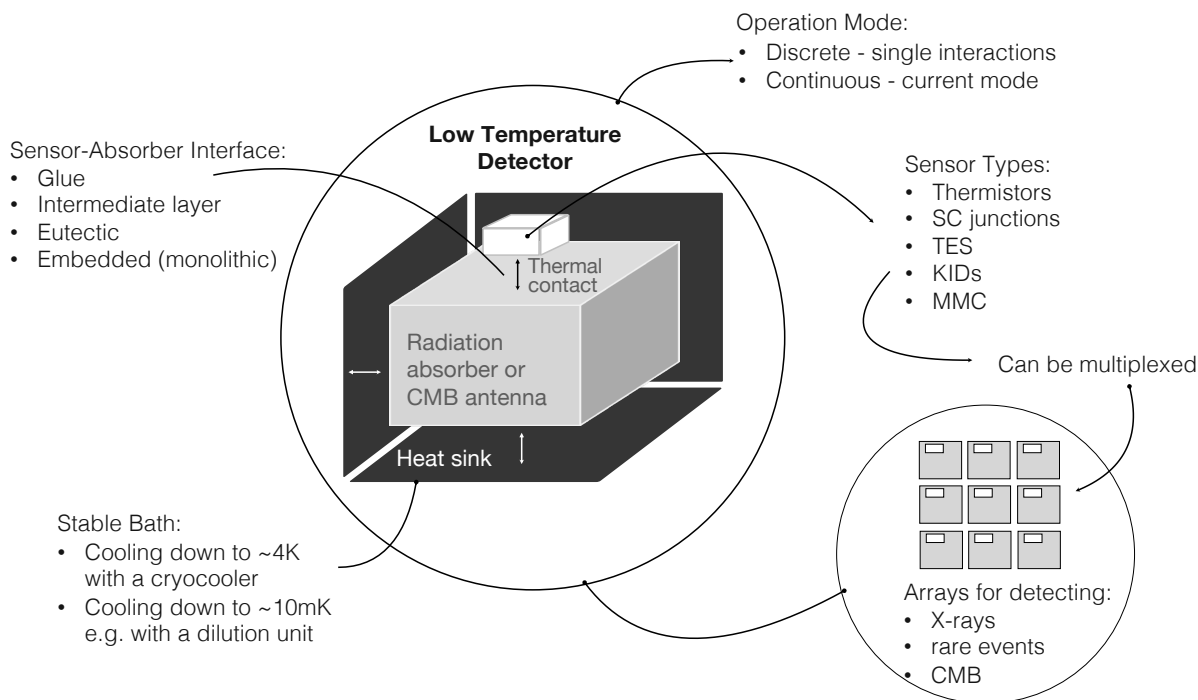 Operation Mode:
• Discrete - single interactions
• Continuous - current mode
Low Temperature
Detector
Sensor-Absorber Interface:
• Glue
• Intermediate layer
• Eutectic
• Embedded (monolithic)
Sensor Types:
• Thermistors
• SC junctions
• TES
• KIDs
• MMC
Thermal
contact
Radiation
absorber or
CMB antenna
Heat sink
Can be multiplexed
Stable Bath:
• Cooling down to ~4K
with a cryocooler
• Cooling down to ~10mK
e.g. with a dilution unit
Arrays for detecting:
• X-rays
• rare events
• CMB